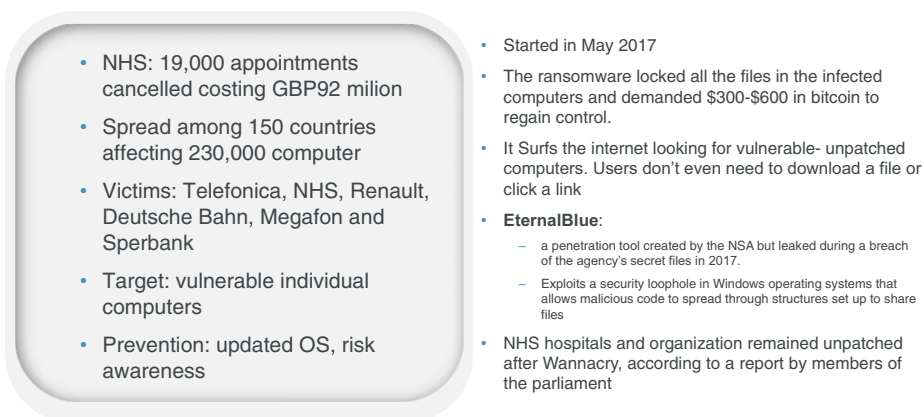 • NHS: 19,000 appointments
cancelled costing GBP92 milion
• Spread among 150 countries
affecting 230,000 computer
• Victims: Telefonica, NHS, Renault,
Deutsche Bahn, Megafon and
Sperbank
• Target: vulnerable individual
computers
• Prevention: updated OS, risk
awareness
• Started in May 2017
• The ransomware locked all the files in the infected
computers and demanded $300-$600 in bitcoin to
regain control.
• It Surfs the internet looking for vulnerable- unpatched
computers. Users don't even need to download a file or
click a link
• EternalBlue:
– a penetration tool created by the NSA but leaked during a breach
of the agency's secret files in 2017.
– Exploits a security loophole in Windows operating systems that
allows malicious code to spread through structures set up to share
files
• NHS hospitals and organization remained unpatched
after Wannacry, according to a report by members of
the parliament